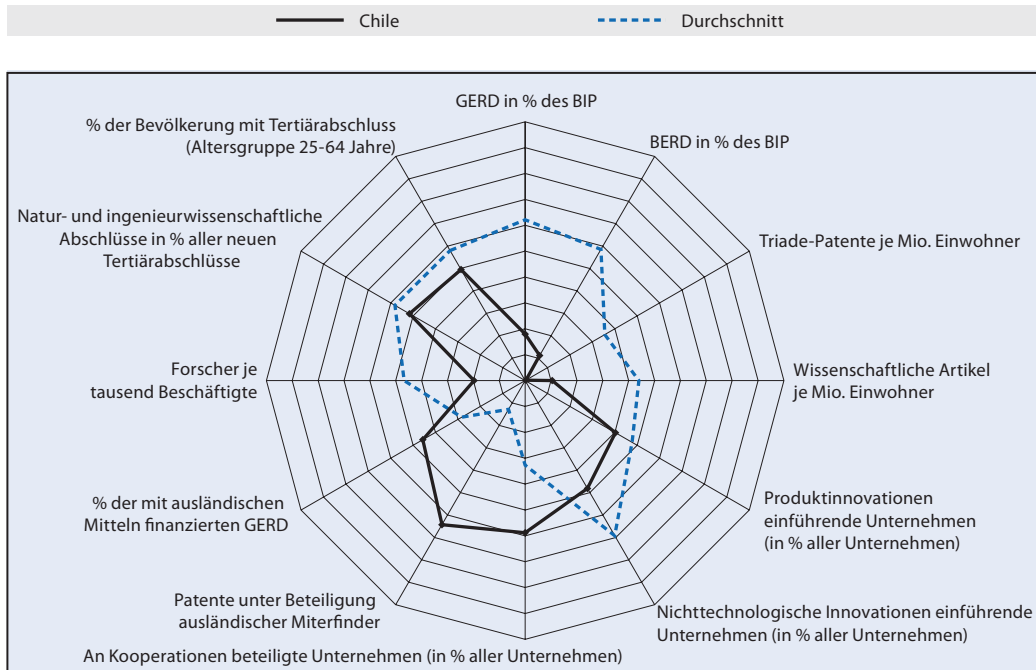 Chile
Durchschnitt
GERD in % des BIP
BERD in % des BIP
Triade-Patente je Mio. Einwohner
Wissenschaftliche Artikel
je Mio. Einwohner
Produktinnovationen
einführende Unternehmen
(in % aller Unternehmen)
Nichttechnologische Innovationen einführende
Unternehmen (in % aller Unternehmen)
An Kooperationen beteiligte Unternehmen (in % aller Unternehmen)
Patente unter Beteiligung
ausländischer Miterfinder
% der mit ausländischen
Mitteln finanzierten GERD
Forscher je
tausend Beschäftigte
Natur- und ingenieurwissenschaftliche
Abschlüsse in % aller neuen
Tertiärabschlüsse
% der Bevölkerung mit Tertiärabschluss
(Altersgruppe 25-64 Jahre)